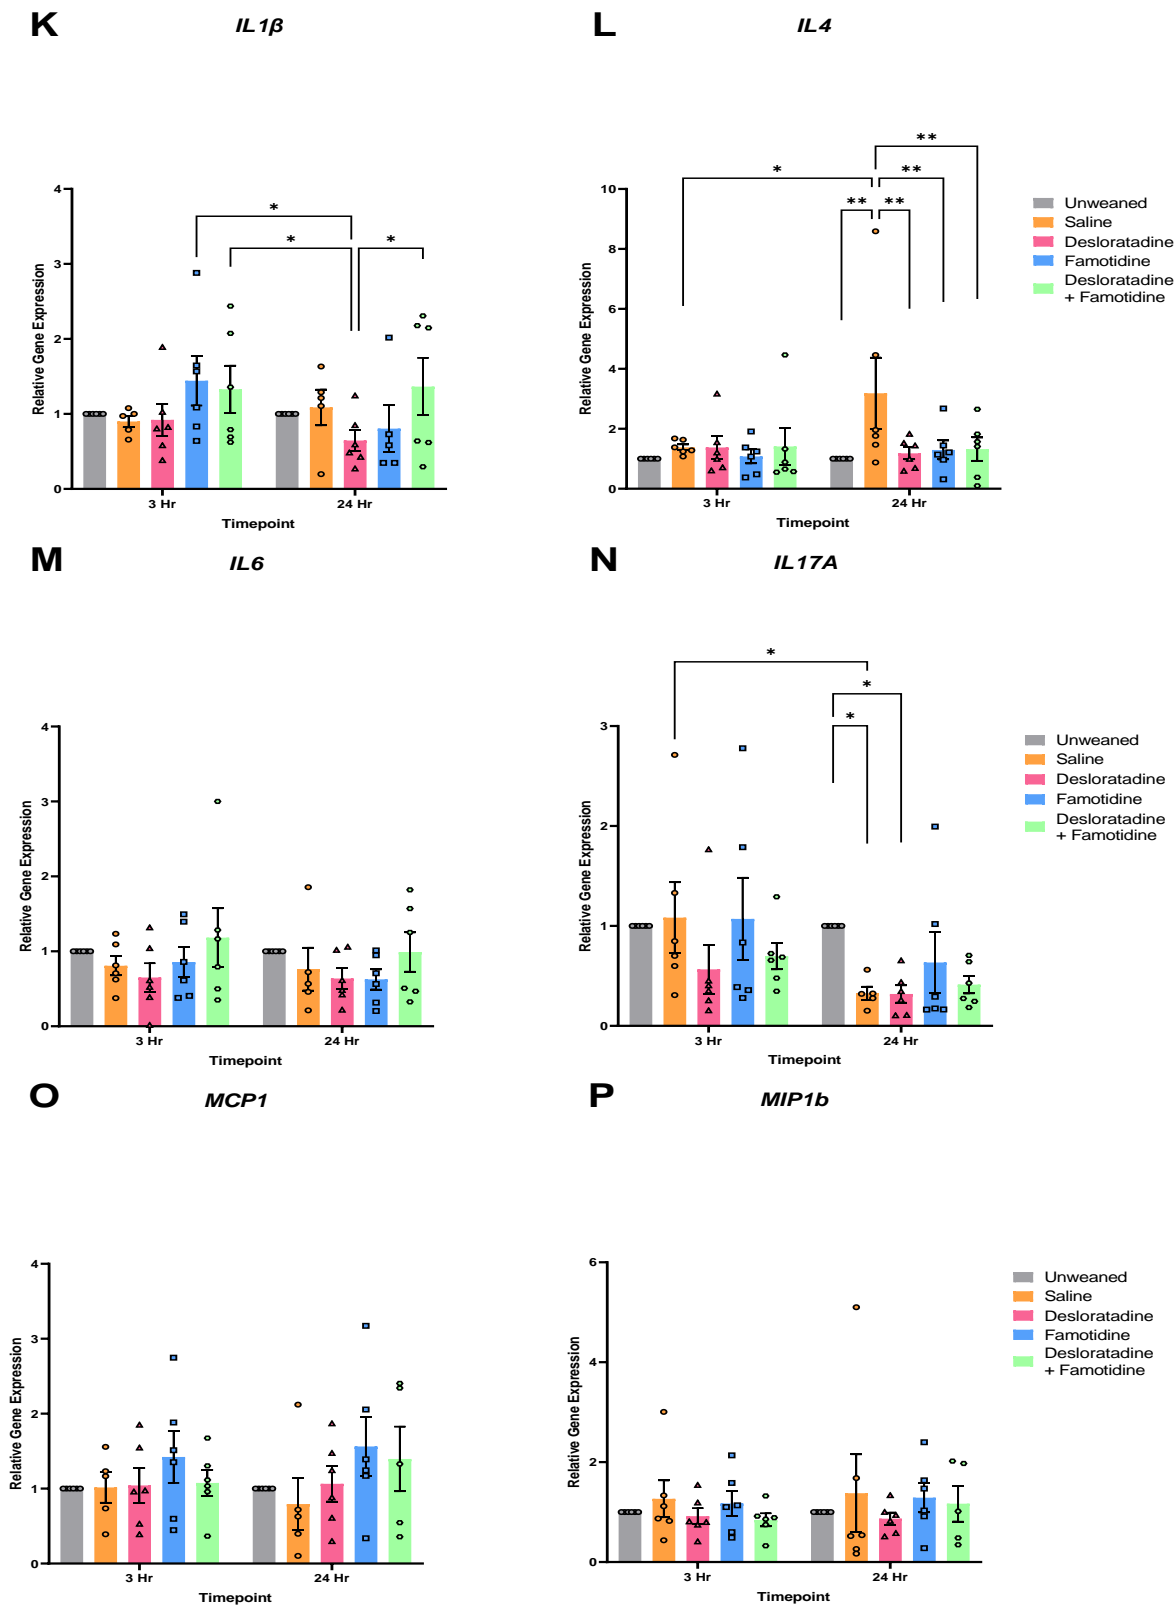 K
IL1β
L
IL4
*
*
*
Relative Gene Expression
4
3
2
1
0
3 Hr
24 Hr
Timepoint
*
**
**
**
**
Relative Gene Expression
10
8
6
4
2
0
3 Hr
24 Hr
Timepoint
Unweaned
Saline
Desloratadine
Famotidine
Desloratadine
+ Famotidine
M
IL6
N
IL17A
Relative Gene Expression
4
3
2
1
0
3 Hr
24 Hr
Timepoint
*
*
*
Relative Gene Expression
3
2
1
0
3 Hr
24 Hr
Timepoint
Unweaned
Saline
Desloratadine
Famotidine
Desloratadine
+ Famotidine
O
MCP1
P
MIP1b
Relative Gene Expression
4
3
2
1
0
3 Hr
24 Hr
Timepoint
Relative Gene Expression
6
4
2
0
3 Hr
24 Hr
Timepoint
Unweaned
Saline
Desloratadine
Famotidine
Desloratadine
+ Famotidine